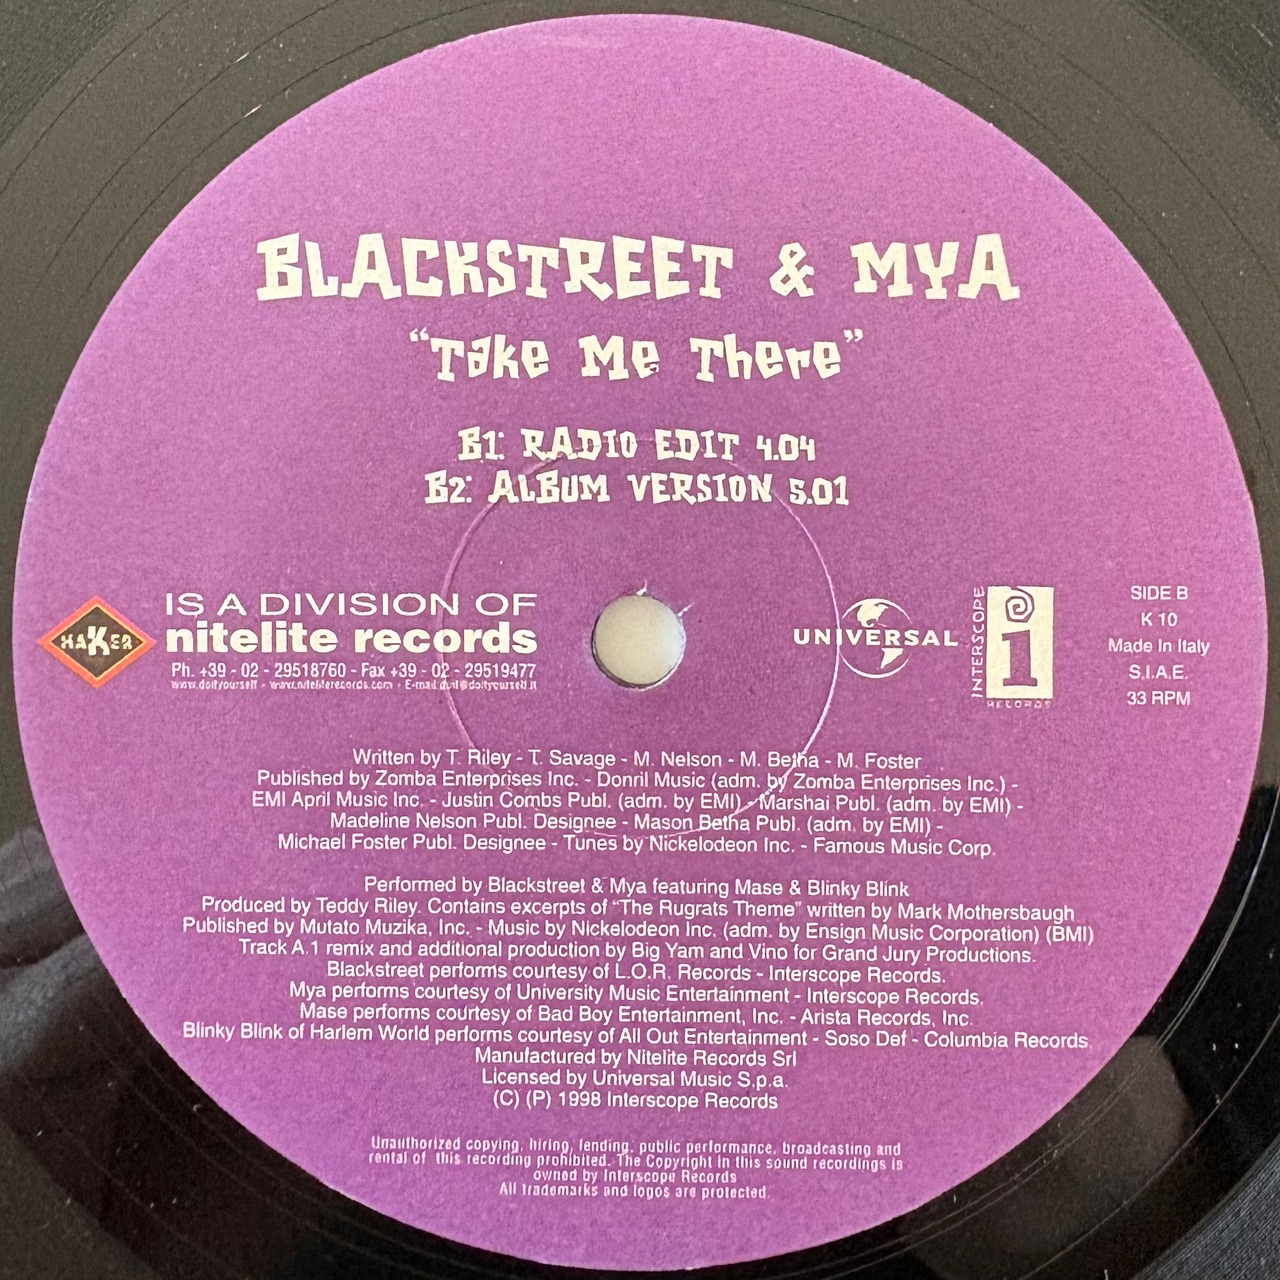 BLACKSTREET & MYA
“Take Me There”
B1: RADIO EDIT 4.04
B2: ALBUM VERSION 5.01
HAKER
IS A DIVISION OF
nitelite records
Ph. +39 - 02 - 29518760 - Fax +39 - 02 - 29519477
www.doityourself - www.niteliterecords.com - E-mail doit@doityourself.it
UNIVERSAL
INTERSCOPE
i
RECORDS
SIDE B
K 10
Made In Italy
S.I.A.E.
33 RPM
Written by T. Riley - T. Savage - M. Nelson - M. Betha - M. Foster
Published by Zomba Enterprises Inc. - Donril Music (adm. by Zomba Enterprises Inc.) -
EMI April Music Inc. - Justin Combs Publ. (adm. by EMI) - Marshai Publ. (adm. by EMI) -
Madeline Nelson Publ. Designee - Mason Betha Publ. (adm. by EMI) -
Michael Foster Publ. Designee - Tunes by Nickelodeon Inc. - Famous Music Corp.
Performed by Blackstreet & Mya featuring Mase & Blinky Blink
Produced by Teddy Riley. Contains excerpts of “The Rugrats Theme” written by Mark Mothersbaugh
Published by Mutato Muzika, Inc. - Music by Nickelodeon Inc. (adm. by Ensign Music Corporation) (BMI)
Track A.1 remix and additional production by Big Yam and Vino for Grand Jury Productions.
Blackstreet performs courtesy of L.O.R. Records - Interscope Records.
Mya performs courtesy of University Music Entertainment - Interscope Records,
Mase performs courtesy of Bad Boy Entertainment, Inc. - Arista Records, Inc.
Blinky Blink of Harlem World performs courtesy of All Out Entertainment - Soso Def - Columbia Records.
Manufactured by Nitelite Records Srl
Licensed by Universal Music S.p.a.
(C) (P) 1998 Interscope Records
Unauthorized copying, hiring, lending, public performance, broadcasting and
rental of this recording prohibited. The Copyright in this sound recordings is
owned by Interscope Records
All trademarks and logos are protected.